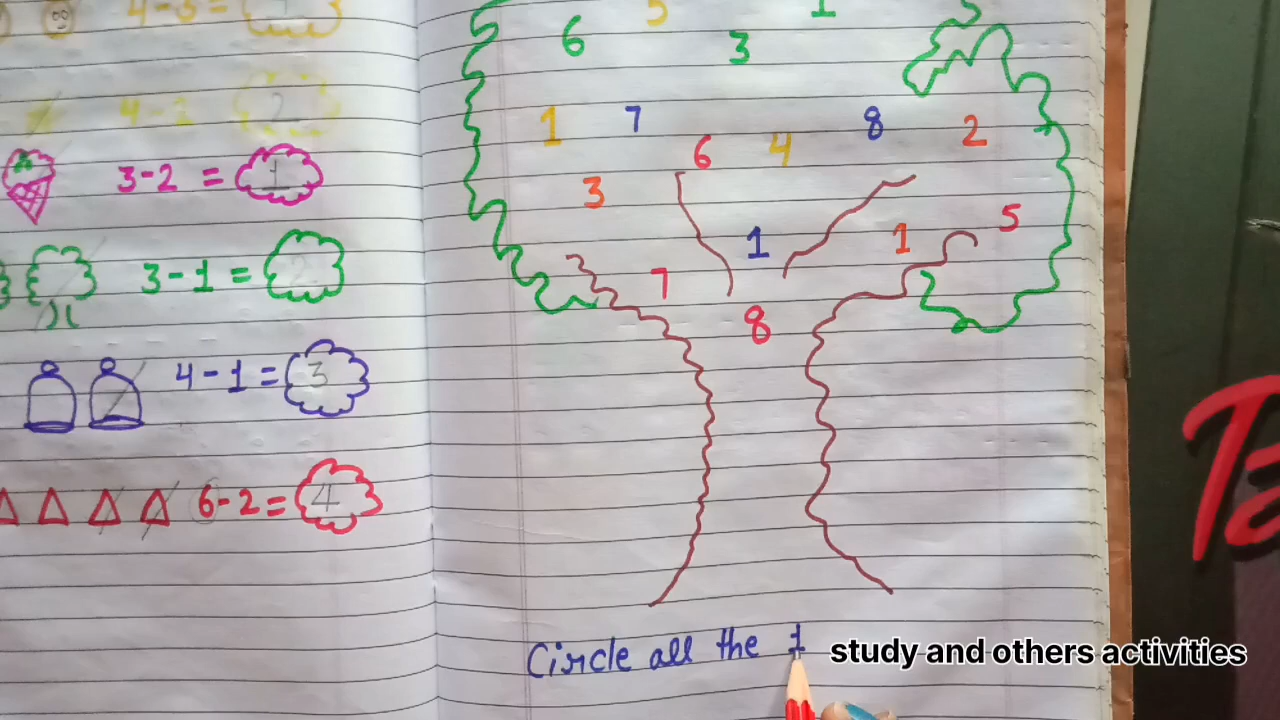 4-3=
4-2 2
3-2 = 1
3-1 = 2
4-1 = 3
6-2 = 4
6 5 3 1
1 7 6 4 8 2
3 1 1 5
7 8
Circle all the 1
study and others activities